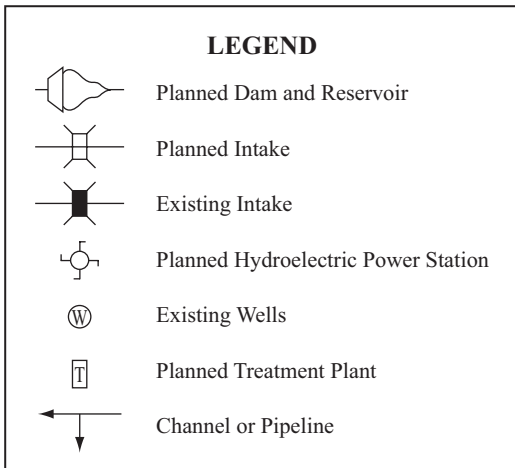 LEGEND
Planned Dam and Reservoir
Planned Intake
Existing Intake
Planned Hydroelectric Power Station
W Existing Wells
T Planned Treatment Plant
Channel or Pipeline